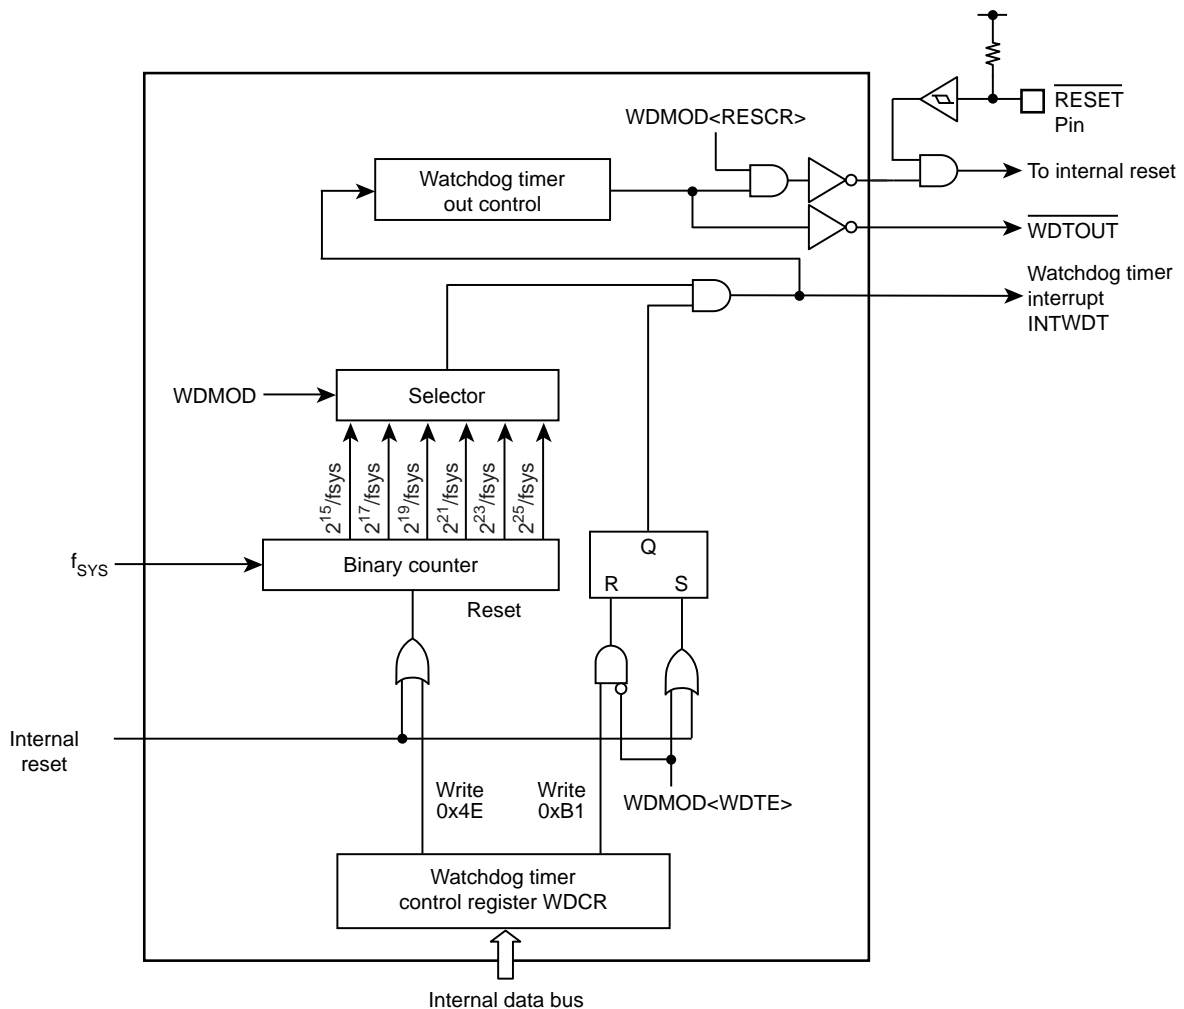 RESET
Pin
WDMOD<RESCR>
Watchdog timer
out control
To internal reset
WDTOUT
Watchdog timer
interrupt
INTWDT
WDMOD
Selector
2^15/fsys
2^17/fsys
2^19/fsys
2^21/fsys
2^23/fsys
2^25/fsys
fSYS
Binary counter
Reset
Q
R S
Internal
reset
Write
0x4E
Write
0xB1
WDMOD<WDTE>
Watchdog timer
control register WDCR
Internal data bus